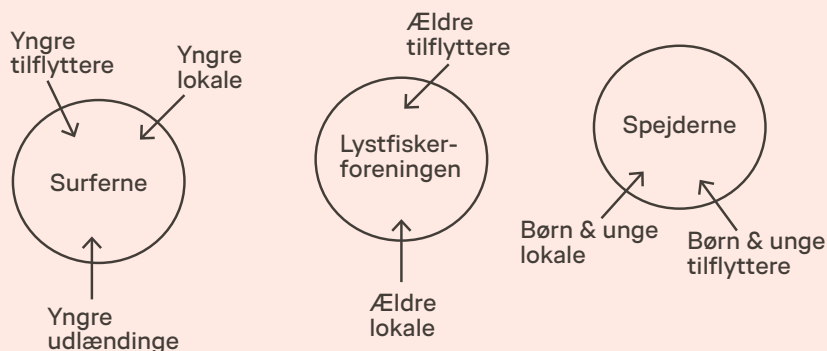 Yngre
tilflyttere
Yngre
lokale
Surferne
Yngre
udlændinge
Ældre
tilflyttere
Lystfisker-
foreningen
Ældre
lokale
Spejderne
Børn & unge
lokale
Børn & unge
tilflyttere